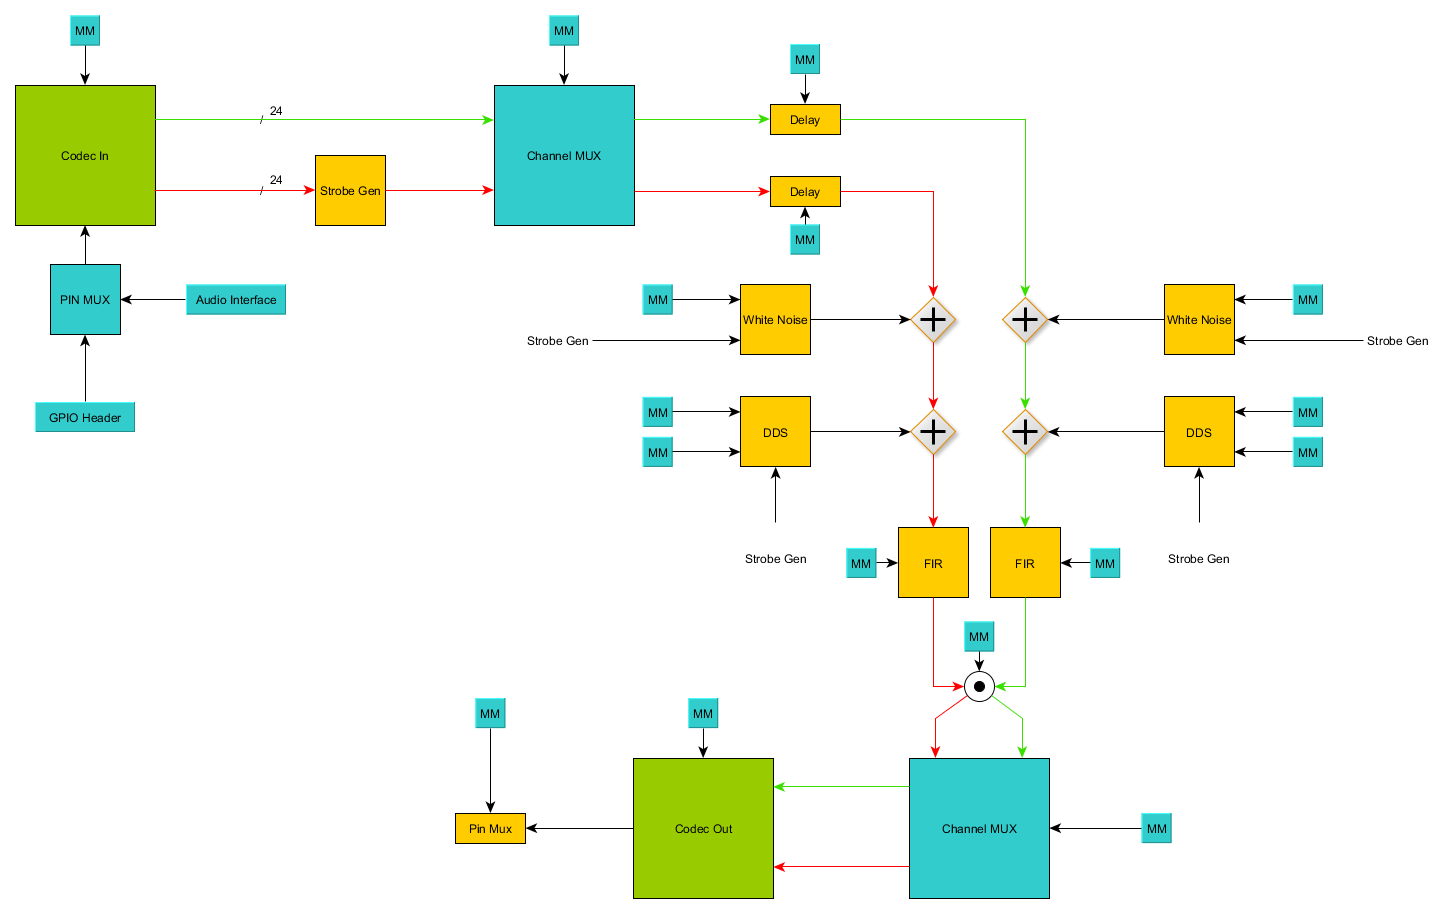 MM
MM
MM
24
Delay
Codec In
Channel MUX
24
Strobe Gen
Delay
MM
PIN MUX
Audio Interface
MM
White Noise
White Noise
MM
Strobe Gen
Strobe Gen
GPIO Header
MM
DDS
DDS
MM
MM
MM
Strobe Gen
Strobe Gen
MM
FIR
FIR
MM
MM
MM
MM
Pin Mux
Codec Out
Channel MUX
MM